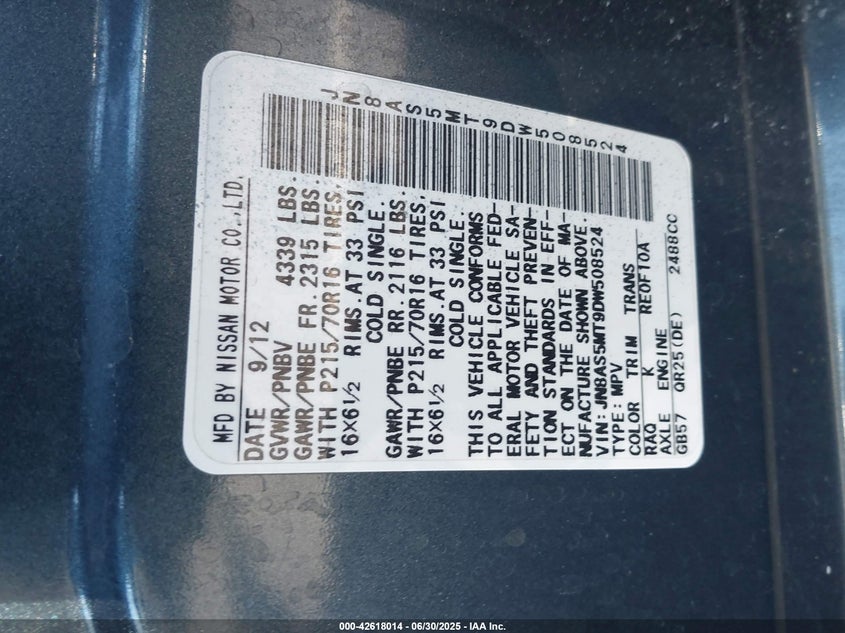 MFD BY NISSAN MOTOR CO.,LTD.
JN8AS5MT9DW508524
DATE 9/12
GVWR/PNBV 4339 LBS.
GAWR/PNBE FR.2315 LBS.
WITH P215/70R16 TIRES,
16X6½ RIMS.AT 33 PSI
COLD SINGLE.
GAWR/PNBE RR.2116 LBS.
WITH P215/70R16 TIRES,
16X6½ RIMS.AT 33 PSI
COLD SINGLE.
THIS VEHICLE CONFORMS
TO ALL APPLICABLE FED-
ERAL MOTOR VEHICLE SA-
FETY AND THEFT PREVEN-
TION STANDARDS IN EFF-
ECT ON THE DATE OF MA-
NUFACTURE SHOWN ABOVE.
VIN:JN8AS5MT9DW508524
TYPE:MPV
COLOR TRIM TRANS
RAQ K RE0F10A
AXLE ENGINE
GB57 QR25(DE) 2488CC
000-42618014 - 06/30/2025 - IAA Inc.